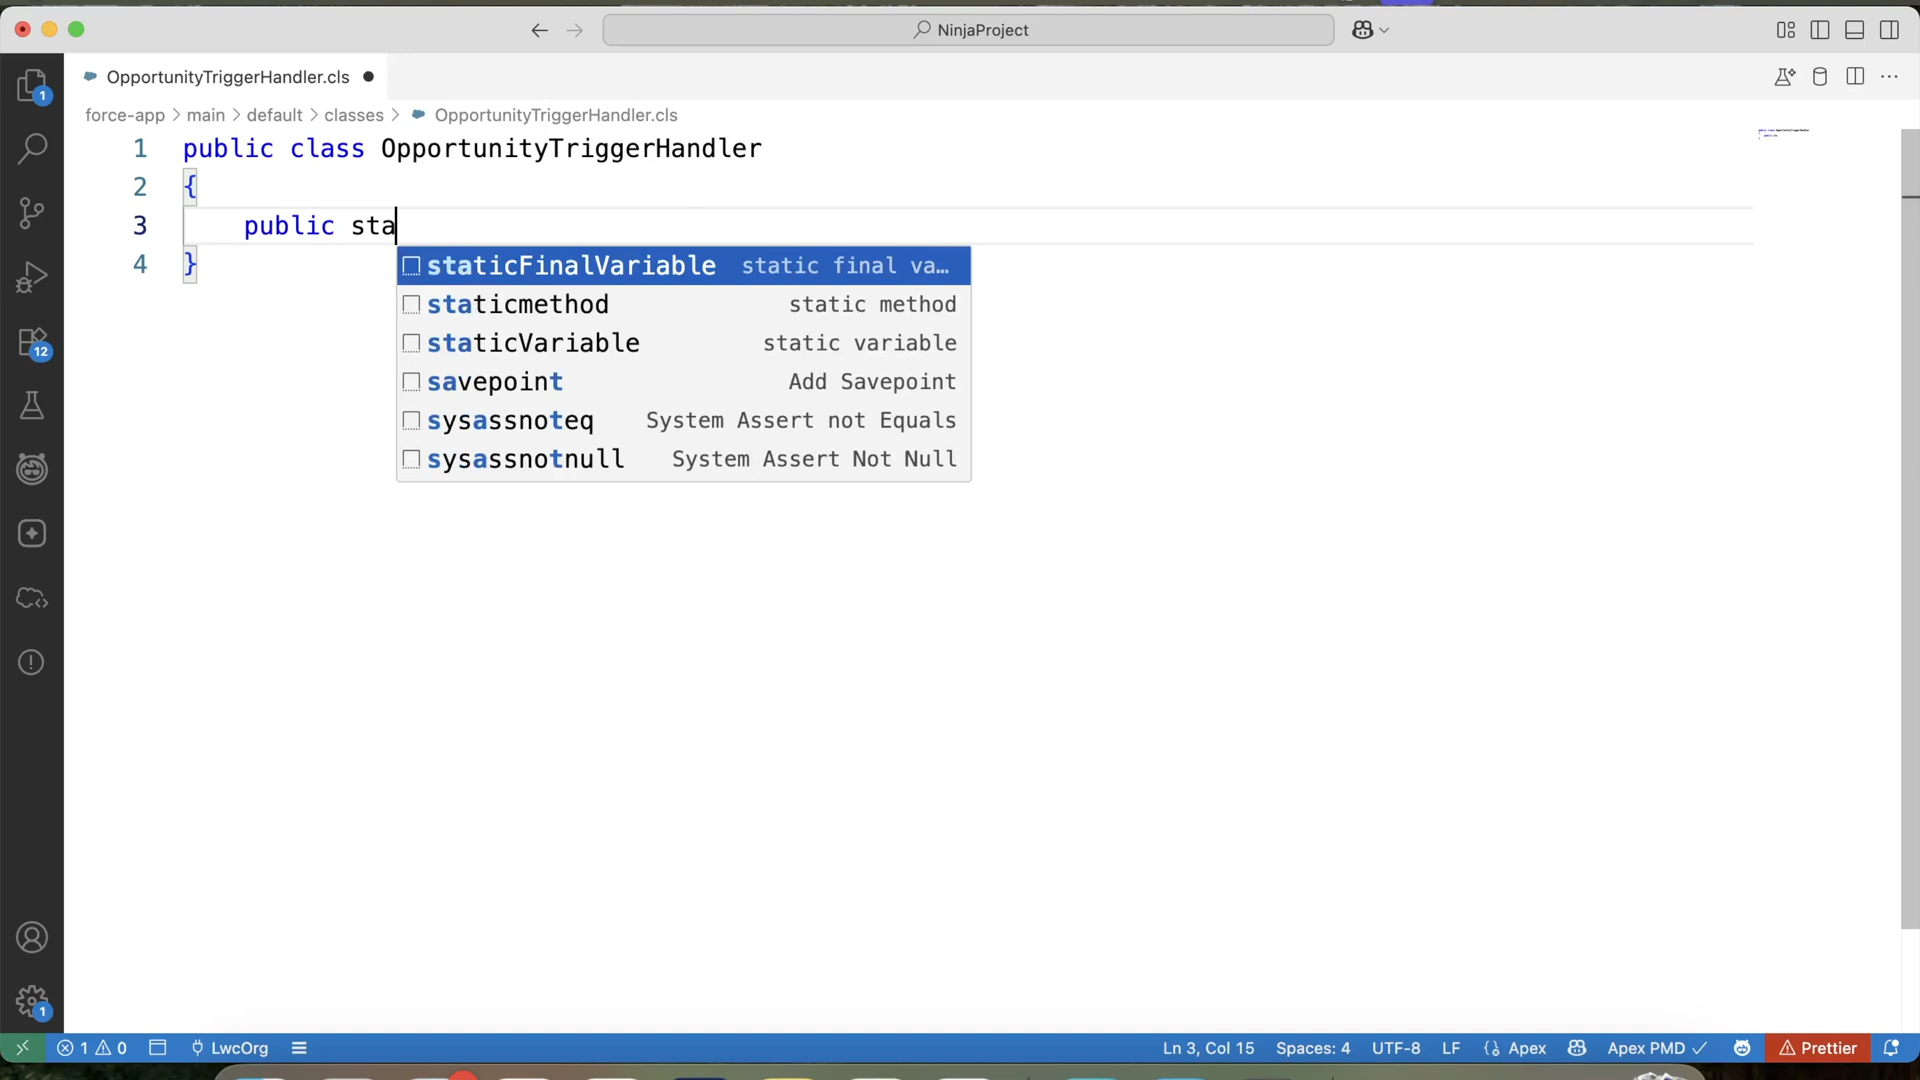 NinjaProject
OpportunityTriggerHandler.cls
force-app > main > default > classes > OpportunityTriggerHandler.cls
1 public class OpportunityTriggerHandler
2 {
3 public sta
4 }
staticFinalVariable static final va…
staticmethod static method
staticVariable static variable
savepoint Add Savepoint
sysassnoteq System Assert not Equals
sysassnotnull System Assert Not Null
1
12
1
1 0 LwcOrg Ln 3, Col 15 Spaces: 4 UTF-8 LF {} Apex Apex PMD ✓ Prettier